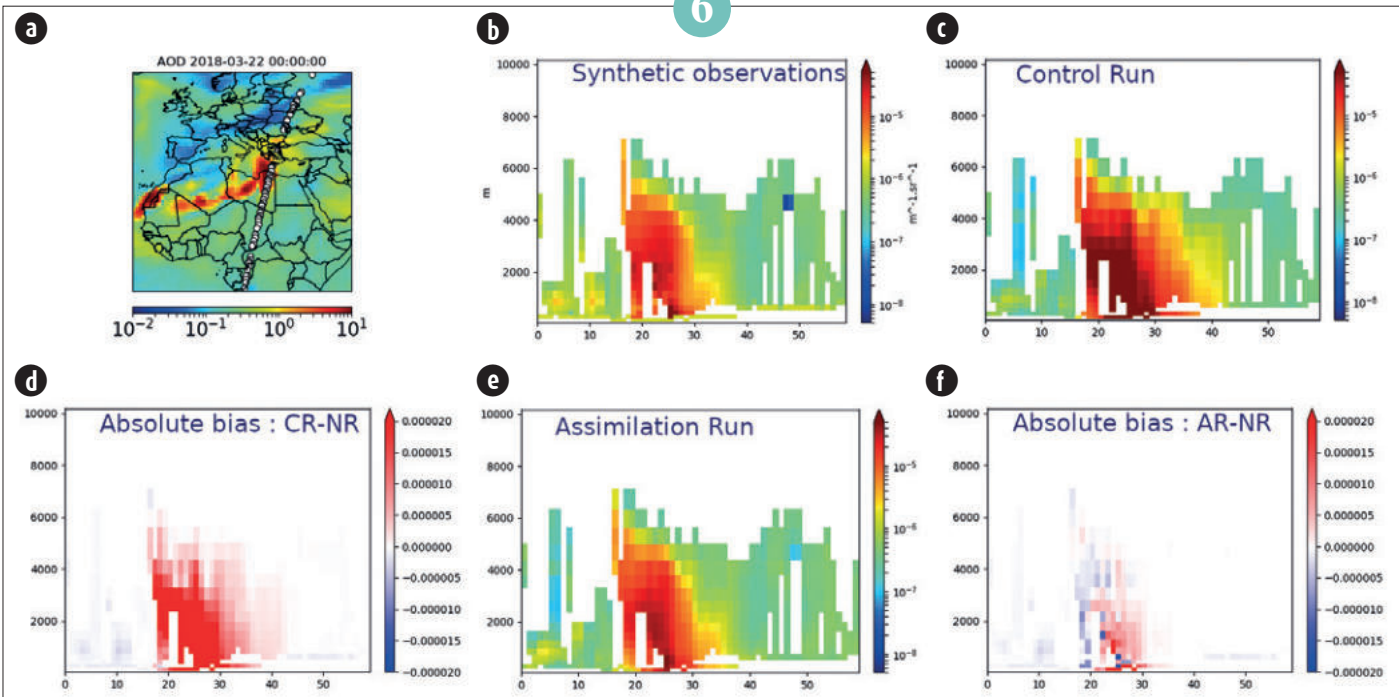 6
a
AOD 2018-03-22 00:00:00
10^-2 10^-1 10^0 10^1
b
Synthetic observations
10000
8000
6000
4000
2000
m
0 10 20 30 40 50
10^-5
10^-6
10^-7
10^-8
m^-1.sr^-1
c
Control Run
10000
8000
6000
4000
2000
0 10 20 30 40 50
10^-5
10^-6
10^-7
10^-8
d
Absolute bias : CR-NR
10000
8000
6000
4000
2000
0 10 20 30 40 50
0.000020
0.000015
0.000010
0.000005
0.000000
−0.000005
−0.000010
−0.000015
−0.000020
e
Assimilation Run
10000
8000
6000
4000
2000
0 10 20 30 40 50
10^-5
10^-6
10^-7
10^-8
f
Absolute bias : AR-NR
10000
8000
6000
4000
2000
0 10 20 30 40 50
0.000020
0.000015
0.000010
0.000005
0.000000
−0.000005
−0.000010
−0.000015
−0.000020